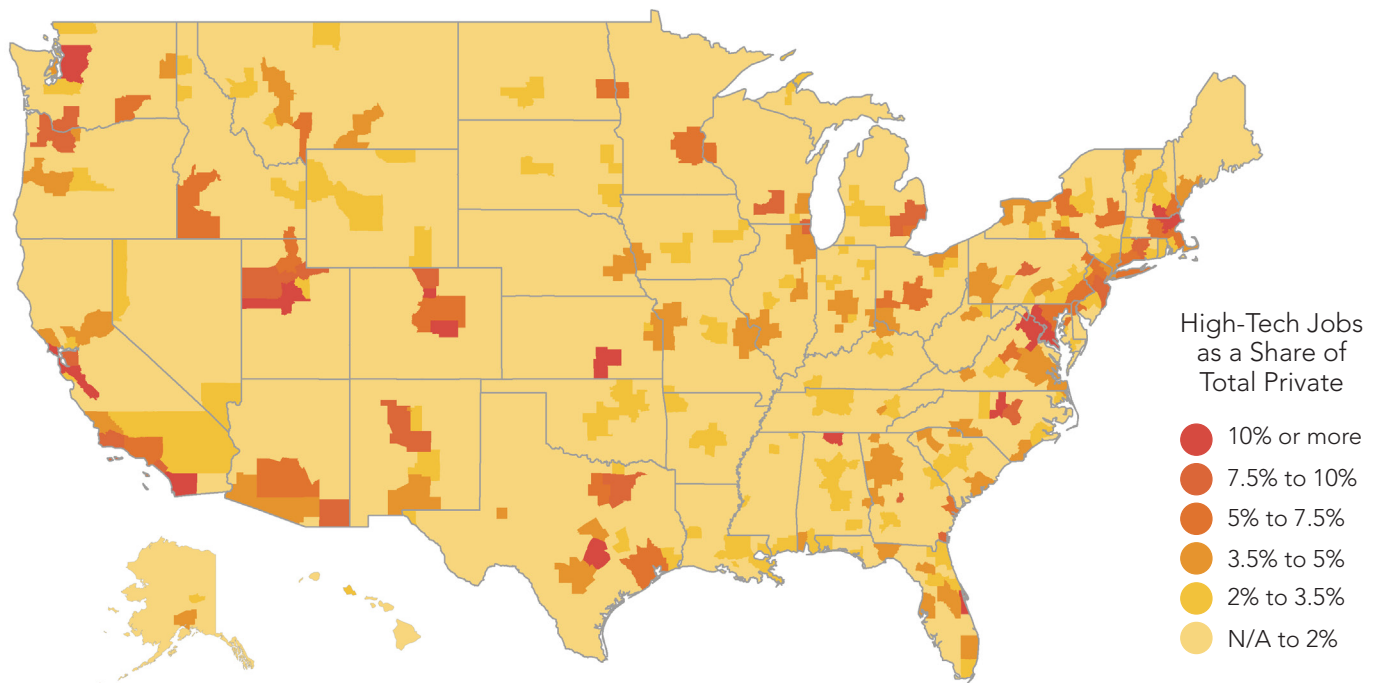 High-Tech Jobs
as a Share of
Total Private
10% or more
7.5% to 10%
5% to 7.5%
3.5% to 5%
2% to 3.5%
N/A to 2%